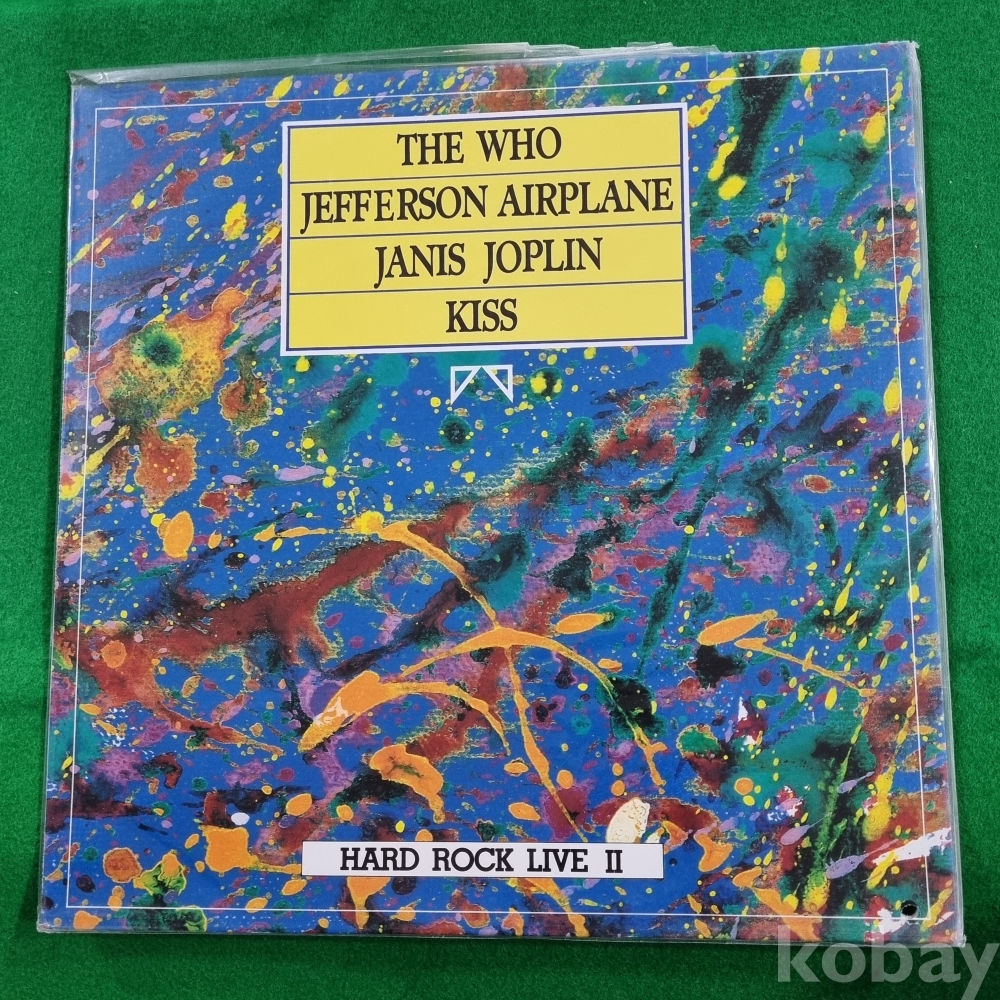 THE WHO
JEFFERSON AIRPLANE
JANIS JOPLIN
KISS
HARD ROCK LIVE II
kobay